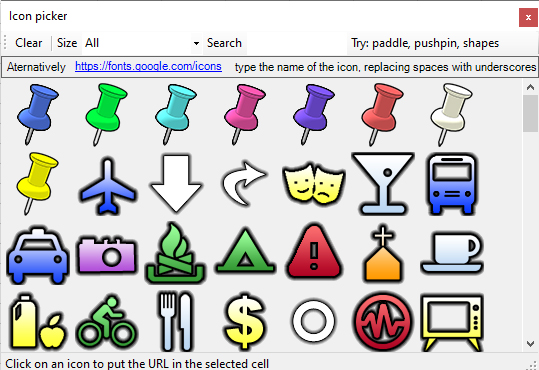 Icon picker
Clear Size All Search Try: paddle, pushpin, shapes
Aternatively https://fonts.google.com/icons type the name of the icon, replacing spaces with underscores
$
Click on an icon to put the URL in the selected cell